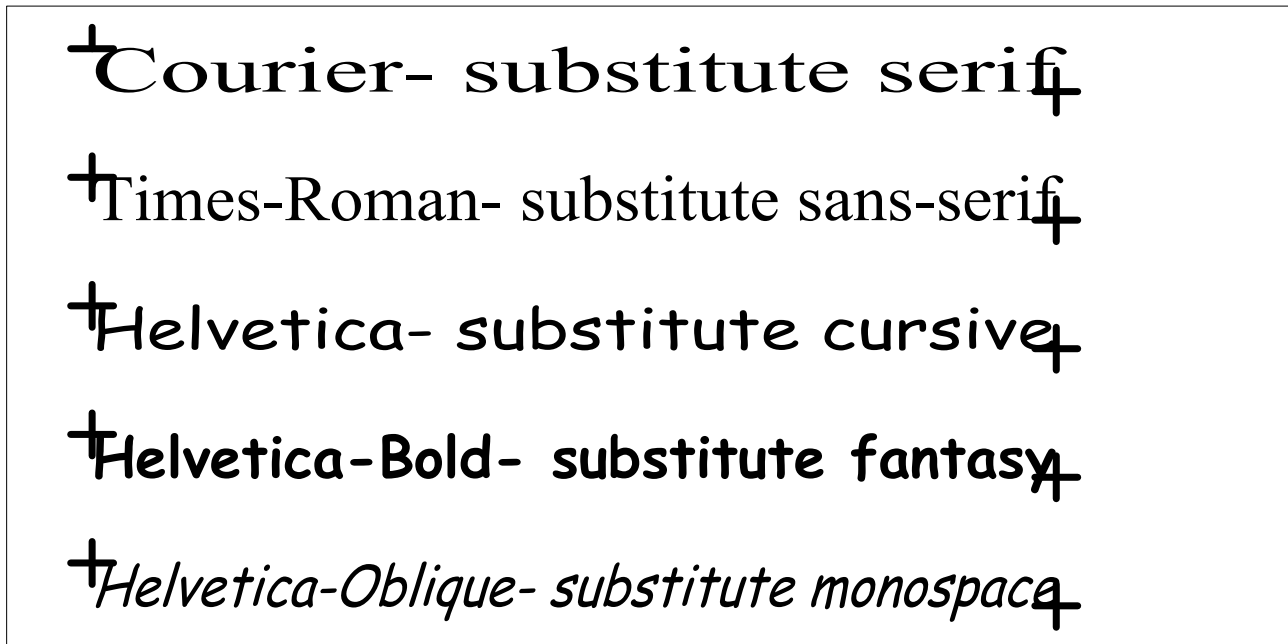 Courier- substitute serif
Times-Roman- substitute sans-serif
Helvetica- substitute cursive
Helvetica-Bold- substitute fantasy
Helvetica-Oblique- substitute monospace